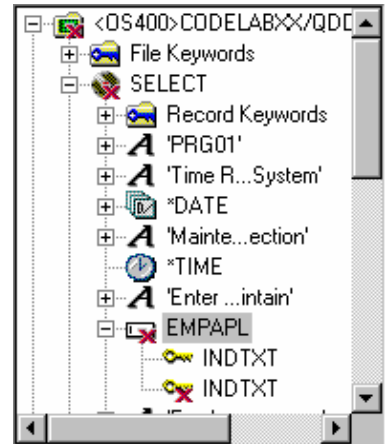 <OS400>CODELABXX/QDD
File Keywords
SELECT
Record Keywords
'PRG01'
'Time R...System'
*DATE
'Mainte...ection'
*TIME
'Enter ...intain'
EMPAPL
INDTXT
INDTXT